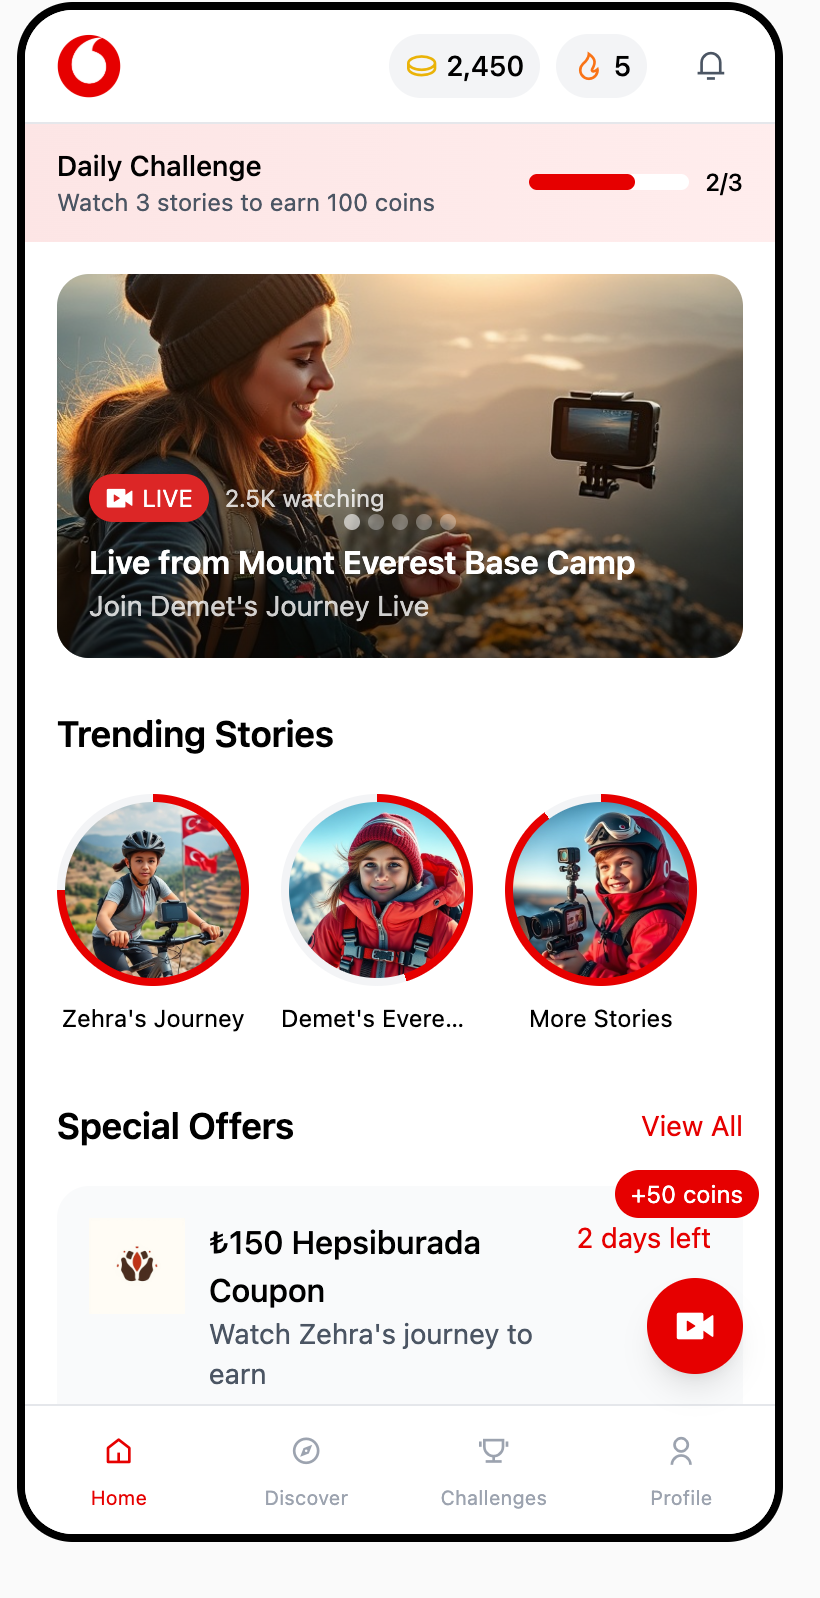 2,450
5
Daily Challenge
Watch 3 stories to earn 100 coins
2/3
LIVE
2.5K watching
Live from Mount Everest Base Camp
Join Demet's Journey Live
Trending Stories
Zehra's Journey
Demet's Evere...
More Stories
Special Offers
View All
+50 coins
₺150 Hepsiburada
Coupon
2 days left
Watch Zehra's journey to
earn
Home
Discover
Challenges
Profile